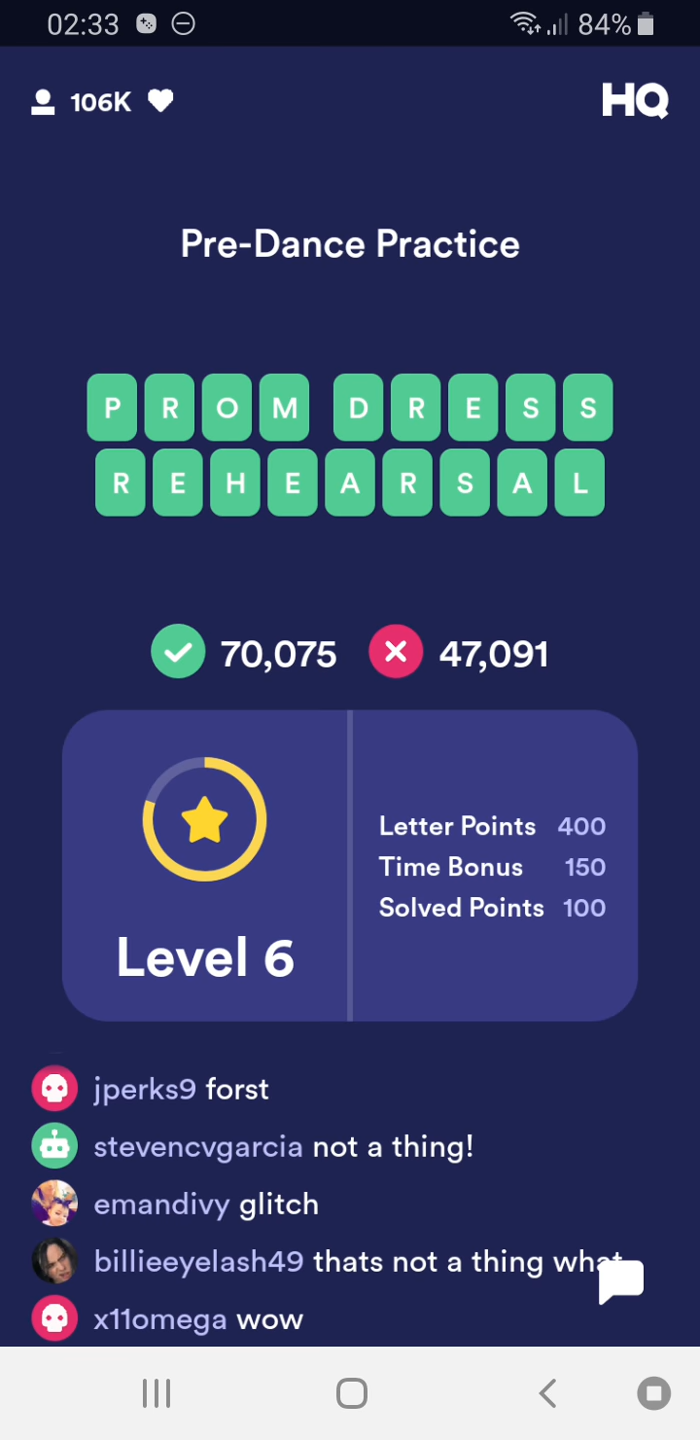 02:33 84%
106K HQ
Pre-Dance Practice
PROM DRESS
REHEARSAL
70,075 47,091
Level 6
Letter Points 400
Time Bonus 150
Solved Points 100
jperks9 forst
stevencvgarcia not a thing!
emandivy glitch
billieeyelash49 thats not a thing what
x11omega wow